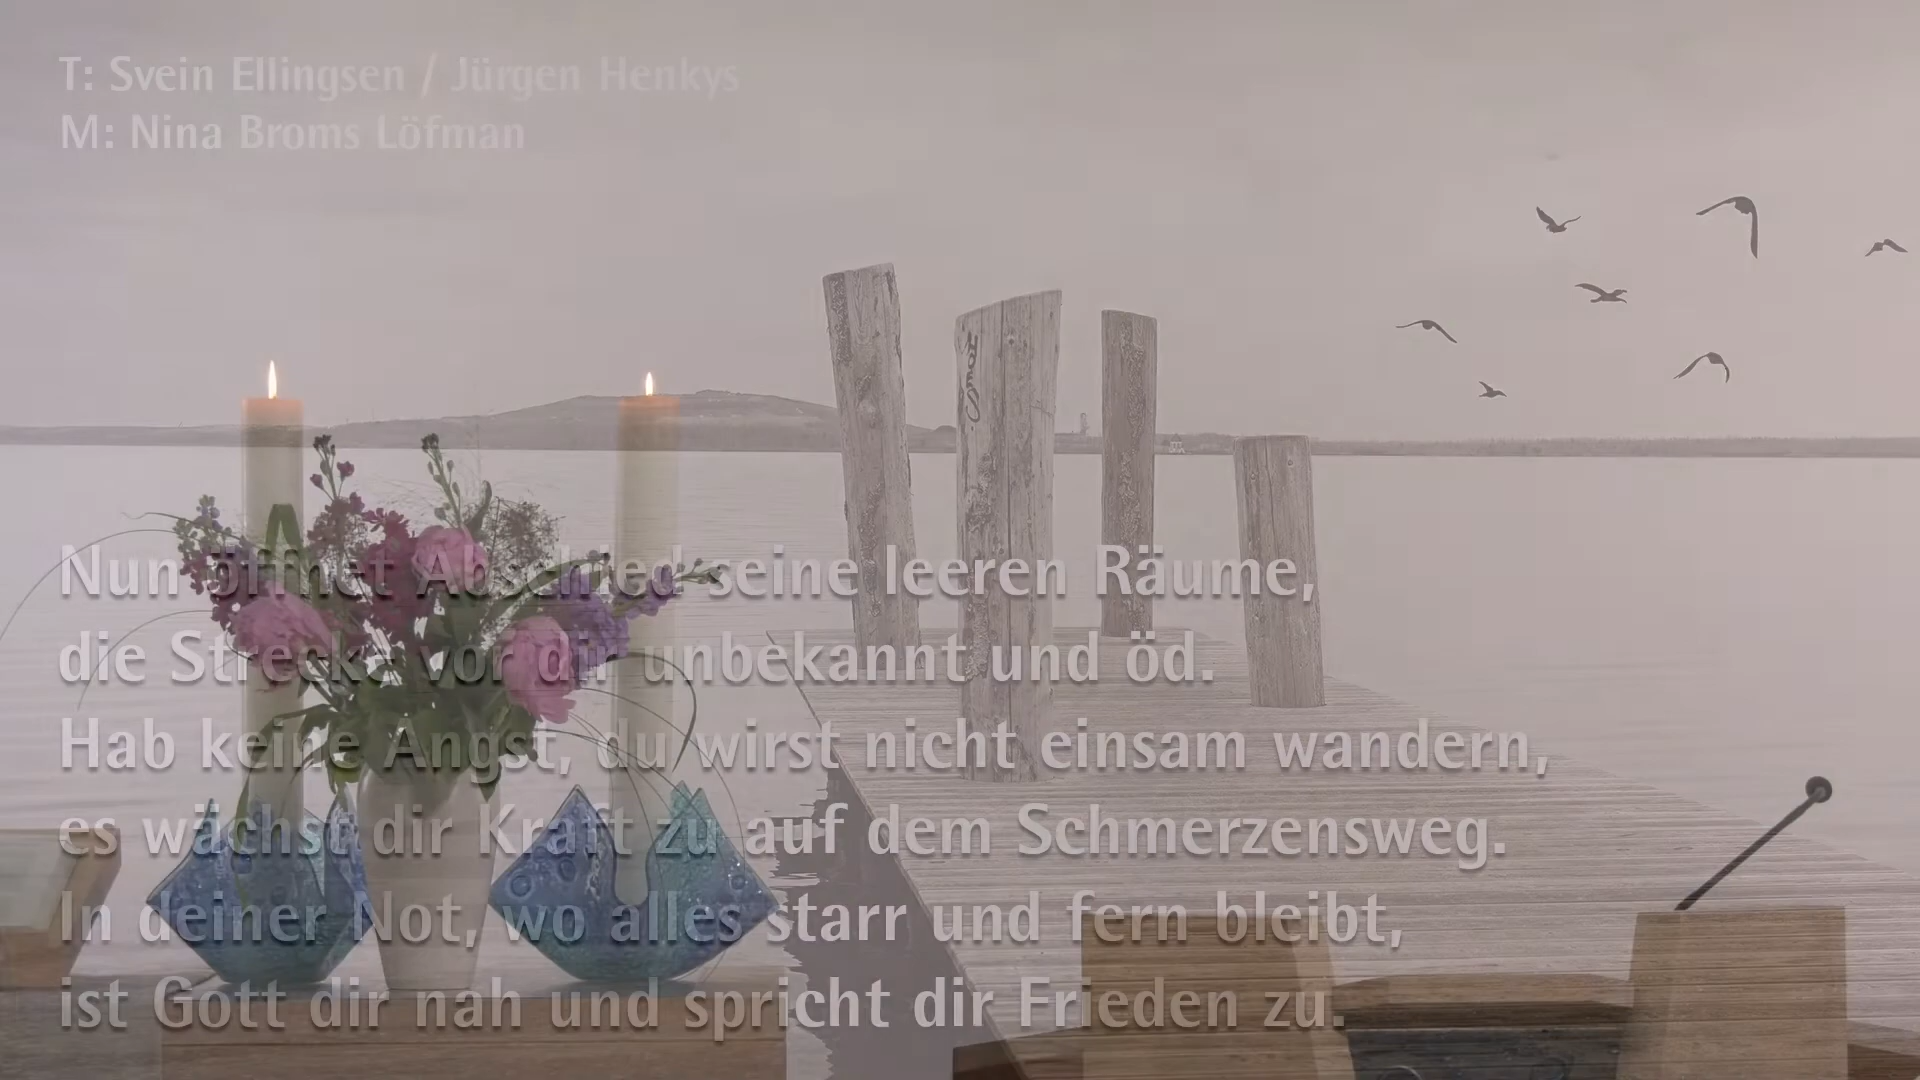 T: Svein Ellingsen / Jürgen Henkys
M: Nina Broms Löfman
Nun öffnet Abschied seine leeren Räume,
die Strecke vor dir unbekannt und öd.
Hab keine Angst, du wirst nicht einsam wandern,
es wächst dir Kraft zu auf dem Schmerzensweg.
In deiner Not, wo alles starr und fern bleibt,
ist Gott dir nah und spricht dir Frieden zu.